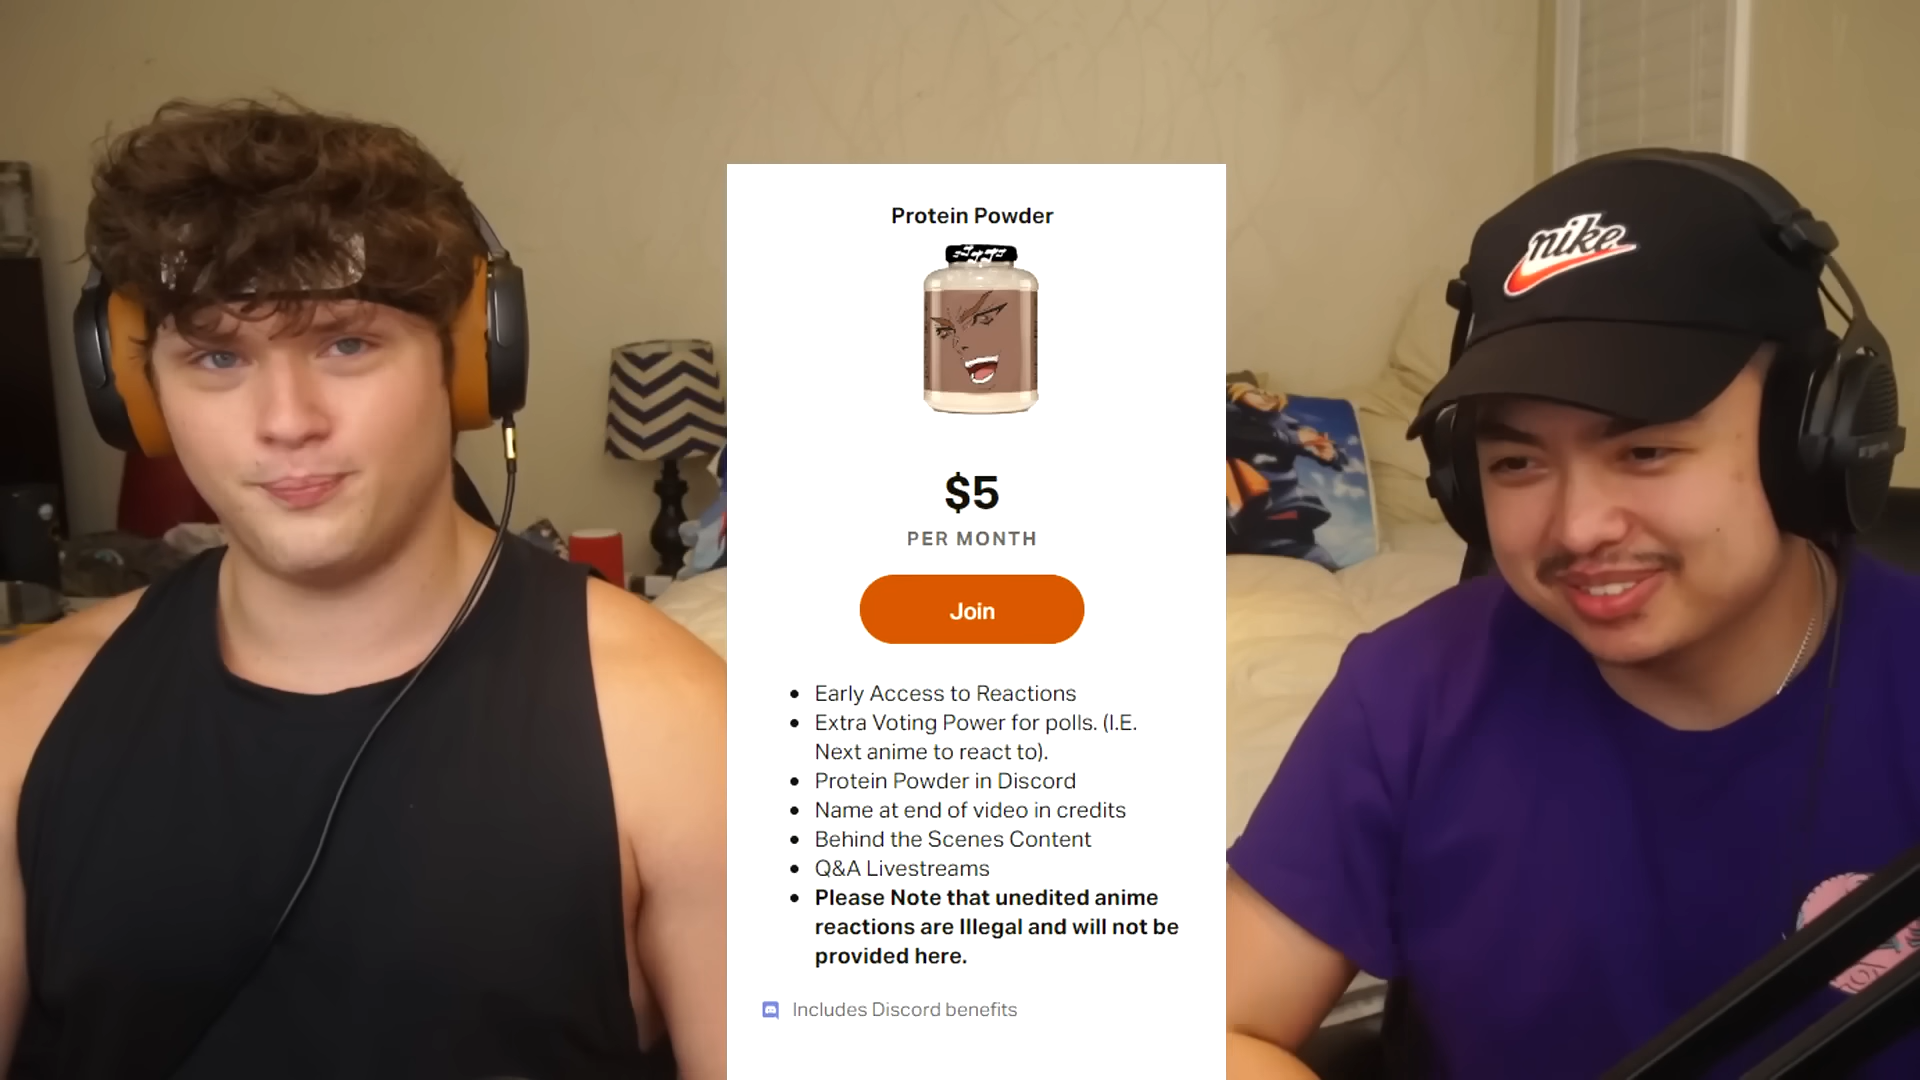 Protein Powder
$5
PER MONTH
Join
• Early Access to Reactions
• Extra Voting Power for polls. (I.E.
Next anime to react to).
• Protein Powder in Discord
• Name at end of video in credits
• Behind the Scenes Content
• Q&A Livestreams
• Please Note that unedited anime
reactions are Illegal and will not be
provided here.
Includes Discord benefits
nike